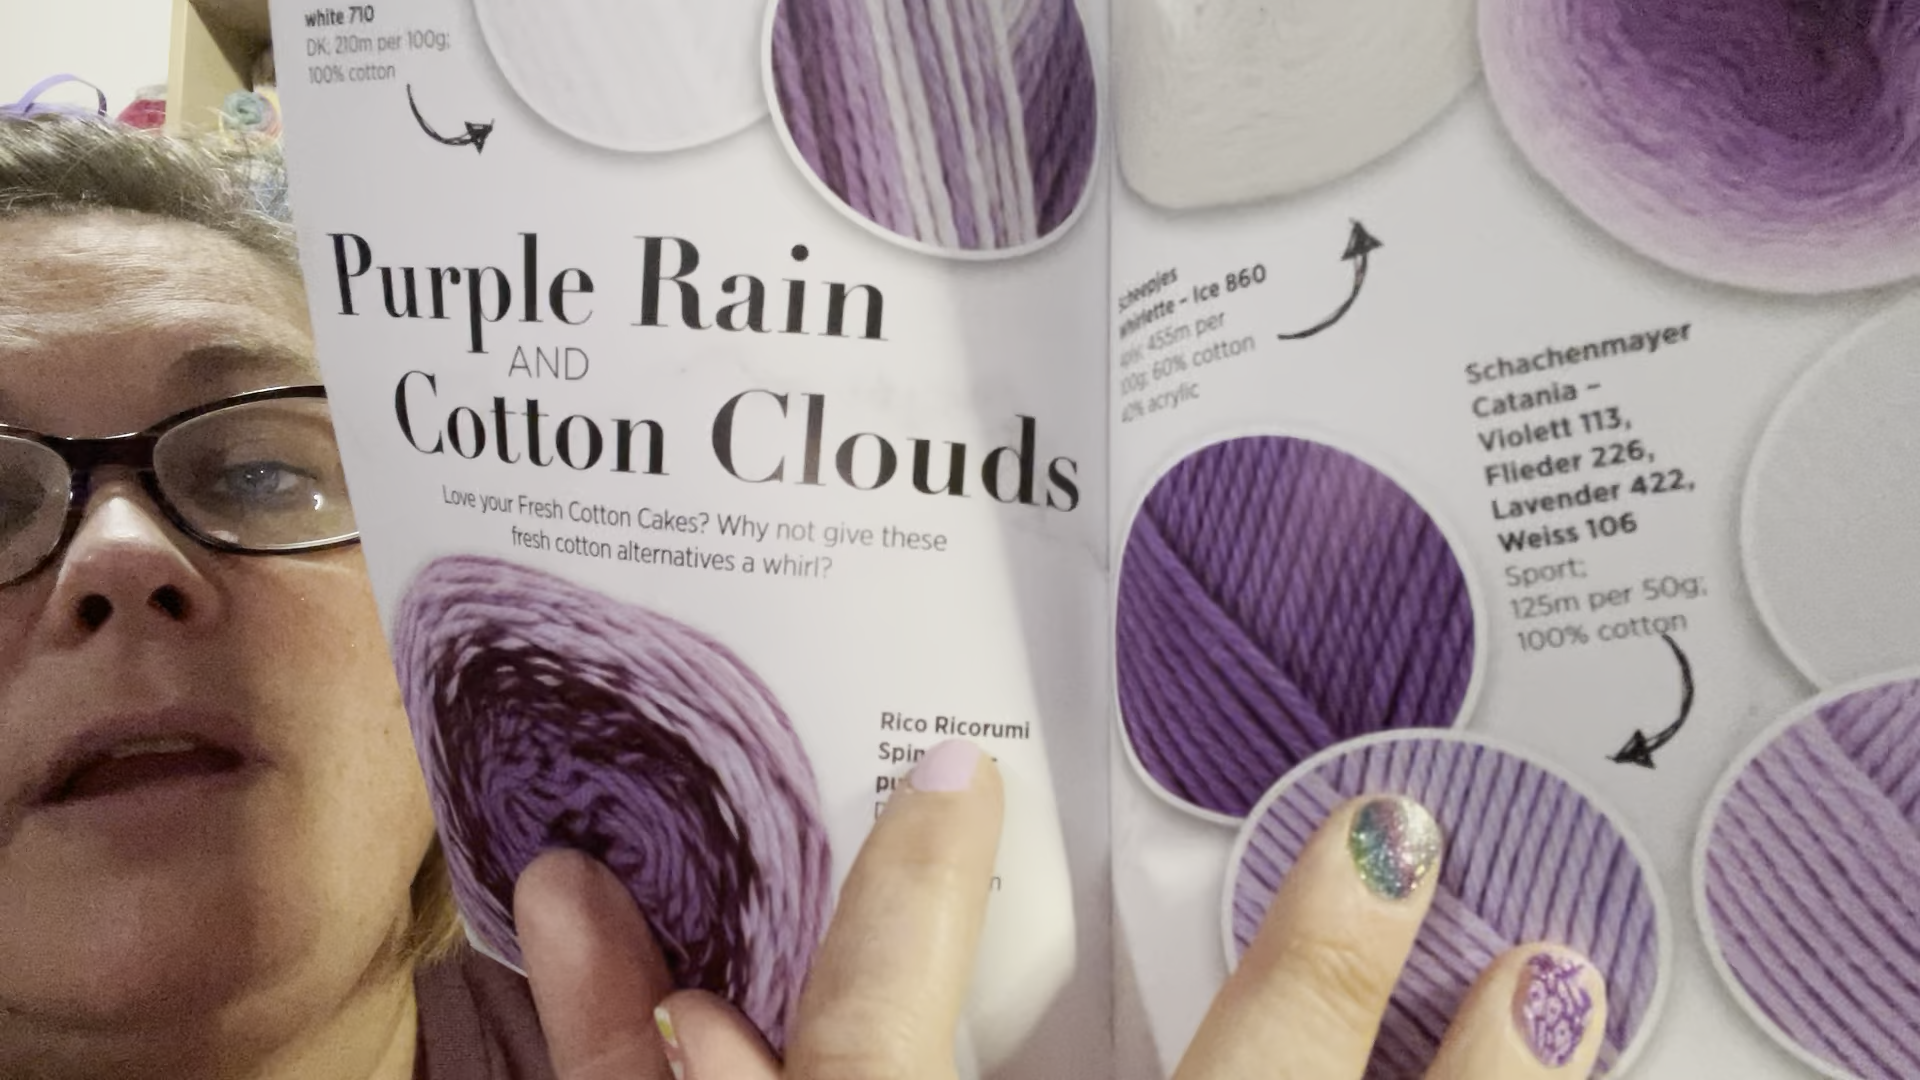 white 710
DK; 210m per 100g;
100% cotton
Purple Rain
AND
Cotton Clouds
Love your Fresh Cotton Cakes? Why not give these
fresh cotton alternatives a whirl?
Rico Ricorumi
scheepjes
whirlette – Ice 860
455m per
60% cotton
40% acrylic
Schachenmayer
Catania –
Violett 113,
Flieder 226,
Lavender 422,
Weiss 106
Sport;
125m per 50g;
100% cotton